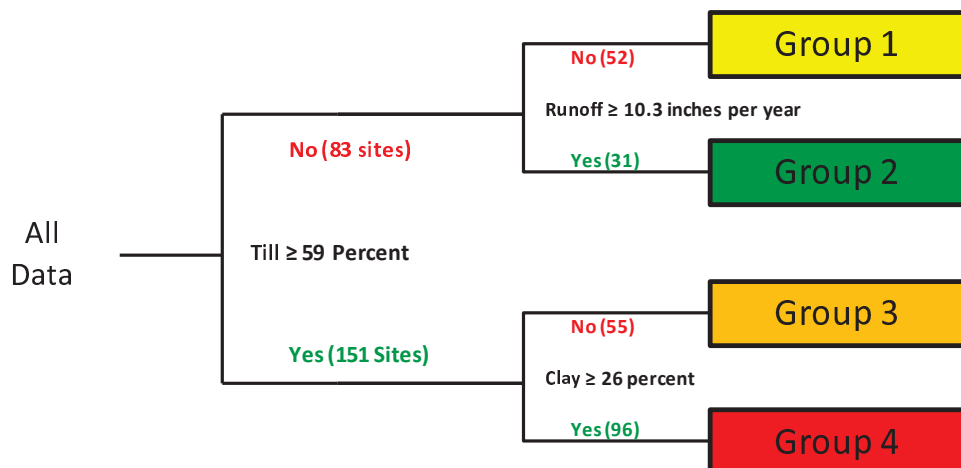 No (52)
Group 1
Runoff ≥ 10.3 inches per year
No (83 sites)
Yes (31)
Group 2
All
Data
Till ≥ 59 Percent
No (55)
Group 3
Yes (151 Sites)
Clay ≥ 26 percent
Yes (96)
Group 4